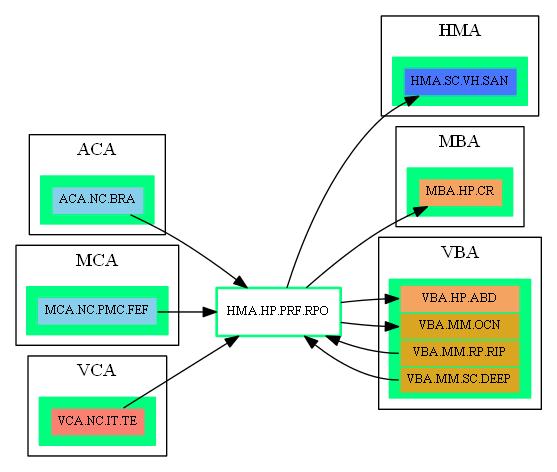 ACA
ACA.NC.BRA
MCA
MCA.NC.PMC.FEF
VCA
VCA.NC.IT.TE
HMA.HP.PRF.RPO
HMA
HMA.SC.VH.SAN
MBA
MBA.HP.CR
VBA
VBA.HP.ABD
VBA.MM.OCN
VBA.MM.RP.RIP
VBA.MM.SC.DEEP